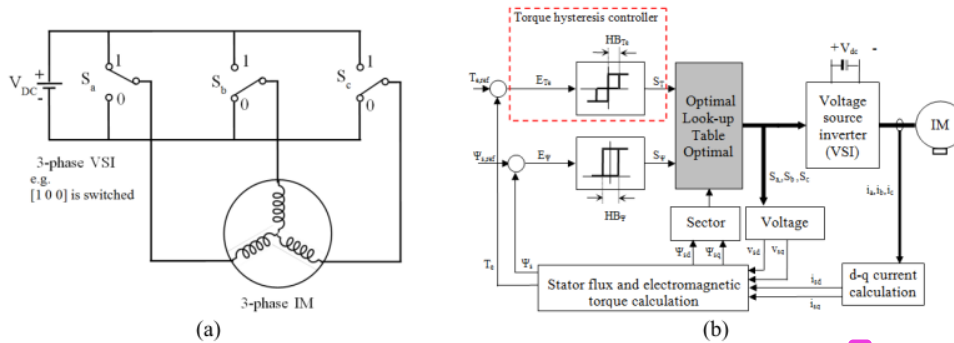 1
1
1
V_DC
+
-
S_a
S_b
S_c
0
0
0
3-phase VSI
e.g.
[1 0 0] is switched
3-phase IM
(a)
Torque hysteresis controller
HB_Te
T_e,ref
E_Te
S_T
Ψ_s,ref
E_Ψ
S_Ψ
HB_Ψ
Optimal
Look-up
Table
Optimal
+V_dc -
Voltage
source
inverter
(VSI)
IM
S_a, S_b, S_c
i_a, i_b, i_c
Sector
Voltage
Ψ_sd
Ψ_sq
v_sd
v_sq
T_e
Ψ_s
Stator flux and electromagnetic
torque calculation
i_sd
i_sq
d-q current
calculation
(b)